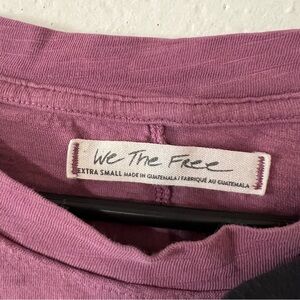 We The Free
EXTRA SMALL MADE IN GUATEMALA / FABRIQUÉ AU GUATEMALA